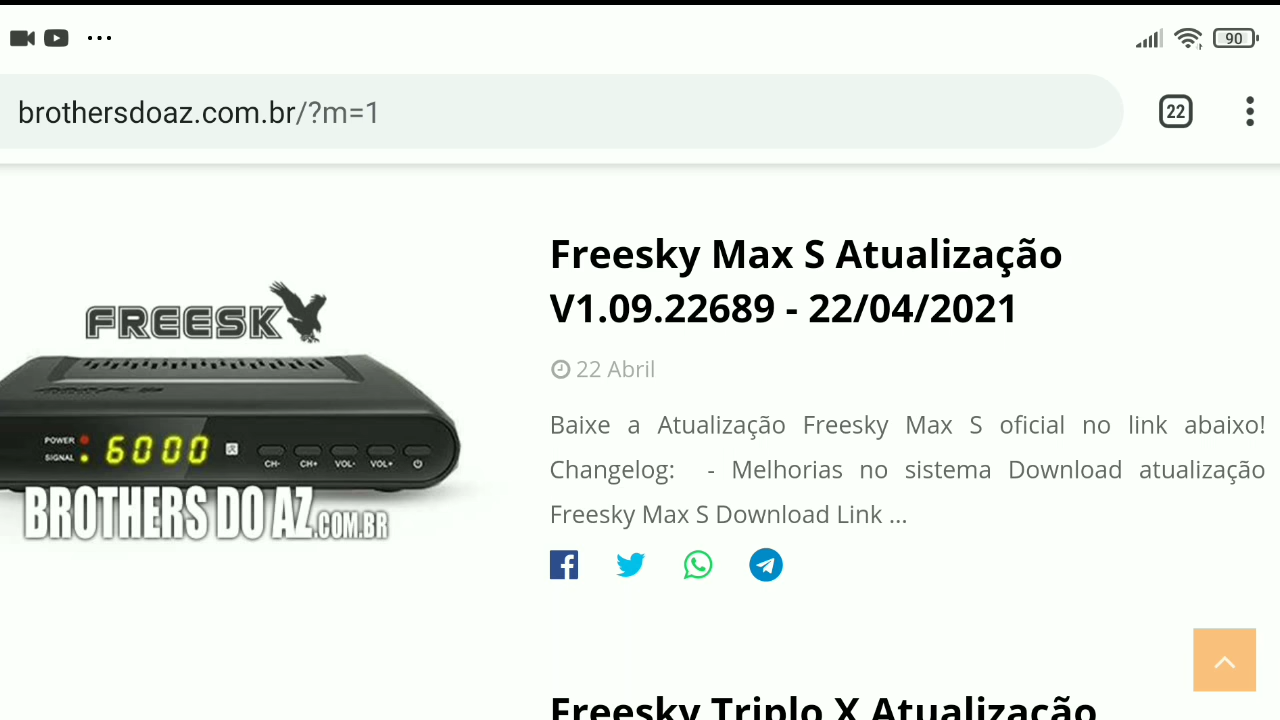 90
brothersdoaz.com.br/?m=1
22
Freesky Max S Atualização
V1.09.22689 - 22/04/2021
22 Abril
FREESKY
POWER
SIGNAL
6000
CH- CH+ VOL- VOL+
BROTHERS DO AZ.COM.BR
Baixe a Atualização Freesky Max S oficial no link abaixo!
Changelog: - Melhorias no sistema Download atualização
Freesky Max S Download Link ...
Freesky Triplo X Atualização